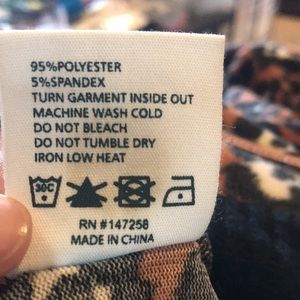 95%POLYESTER
5%SPANDEX
TURN GARMENT INSIDE OUT
MACHINE WASH COLD
DO NOT BLEACH
DO NOT TUMBLE DRY
IRON LOW HEAT
30C
RN #147258
MADE IN CHINA